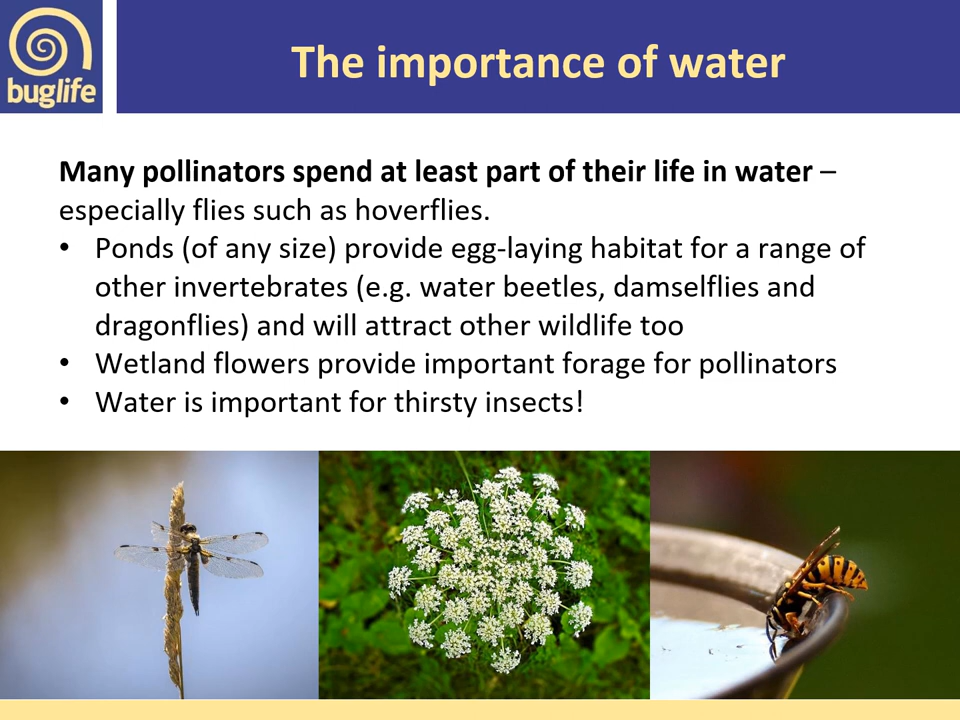 buglife
The importance of water
Many pollinators spend at least part of their life in water –
especially flies such as hoverflies.
• Ponds (of any size) provide egg-laying habitat for a range of
other invertebrates (e.g. water beetles, damselflies and
dragonflies) and will attract other wildlife too
• Wetland flowers provide important forage for pollinators
• Water is important for thirsty insects!